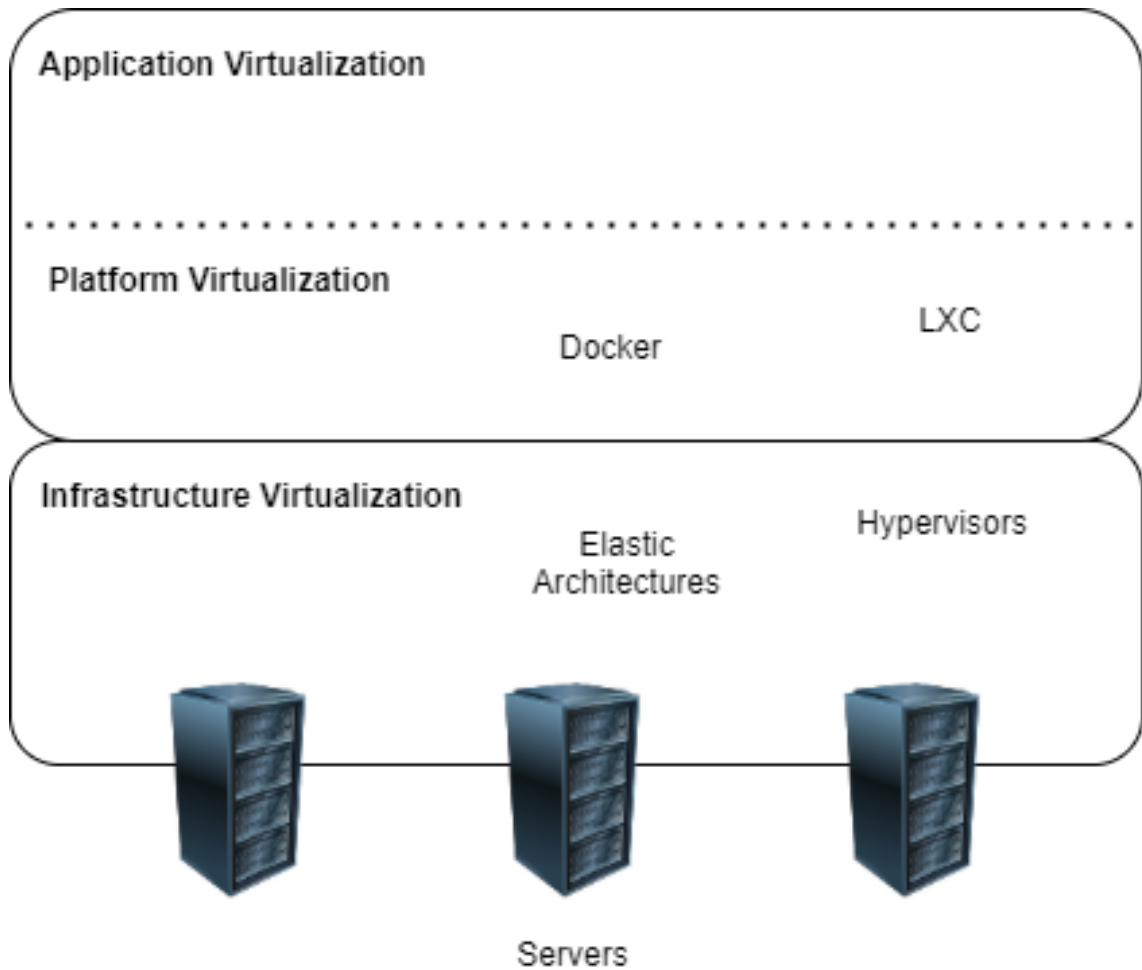 Application Virtualization
Platform Virtualization
LXC
Docker
Infrastructure Virtualization
Hypervisors
Elastic
Architectures
Servers